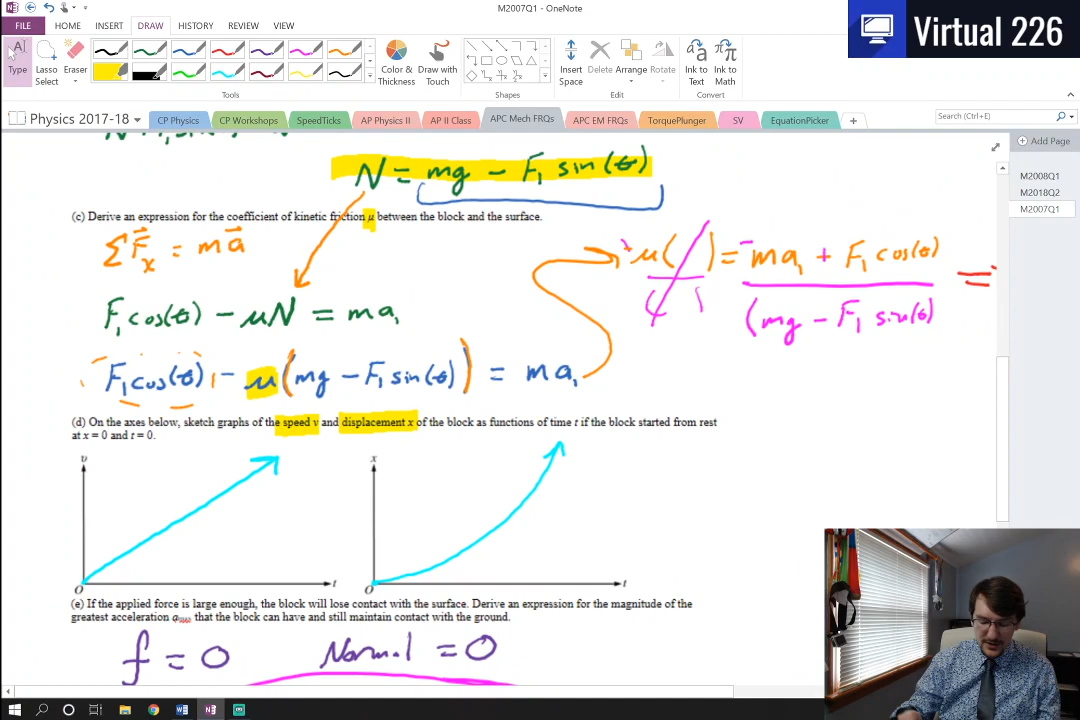 M2007Q1 - OneNote
Virtual 226
FILE HOME INSERT DRAW HISTORY REVIEW VIEW
Type Lasso Select Eraser Color & Thickness Draw with Touch Insert Space Delete Arrange Rotate Ink to Text Ink to Math
Tools Shapes Edit Convert
Physics 2017-18 CP Physics CP Workshops SpeedTicks AP Physics II AP II Class APC Mech FRQs APC EM FRQs TorquePlunger SV EquationPicker Search (Ctrl+E)
Add Page
M2008Q1
M2018Q2
M2007Q1
N = mg - F₁ sin(θ)
(c) Derive an expression for the coefficient of kinetic friction μ between the block and the surface.
ΣF⃗ₓ = ma⃗
μ( ) = -ma₁ + F₁ cos(θ)
(mg - F₁ sin(θ)
=
F₁cos(θ) - μN = ma₁
F₁cos(θ) - μ(mg - F₁ sin(θ)) = ma₁
(d) On the axes below, sketch graphs of the speed v and displacement x of the block as functions of time t if the block started from rest
at x = 0 and t = 0.
υ x
O t O t
(e) If the applied force is large enough, the block will lose contact with the surface. Derive an expression for the magnitude of the
greatest acceleration aₘₐₓ that the block can have and still maintain contact with the ground.
f = 0 Normal = 0